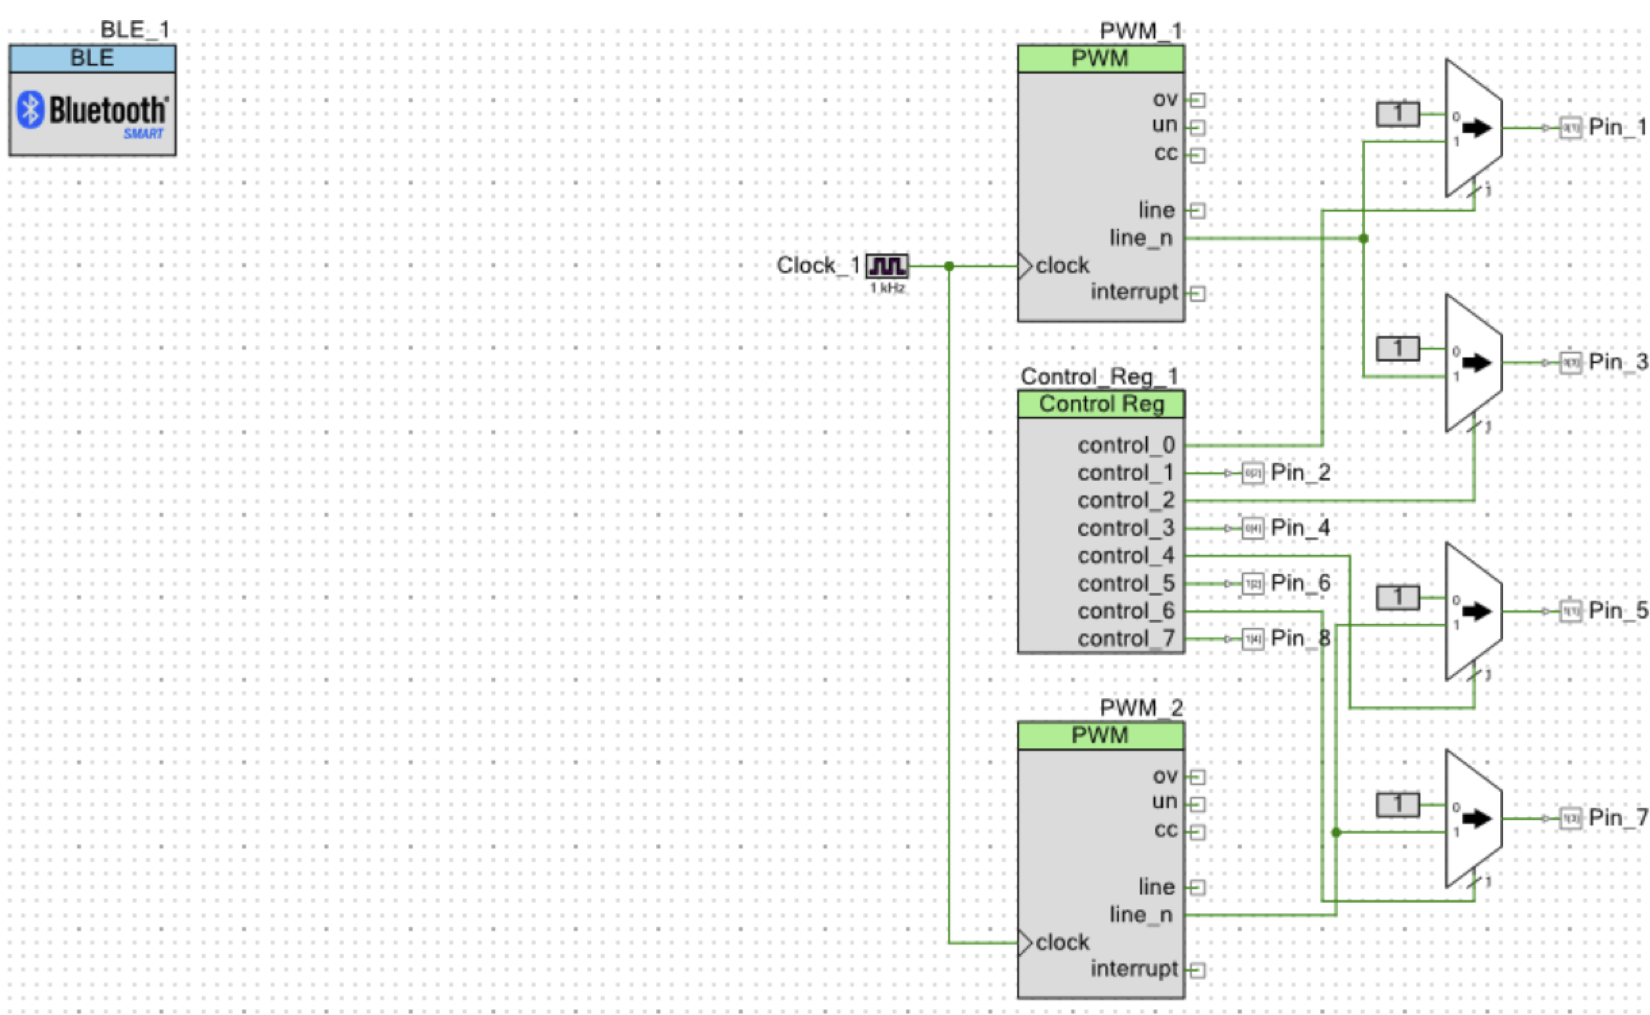 BLE_1
BLE
Bluetooth
SMART
Clock_1
1 kHz
PWM_1
PWM
ov
un
cc
line
line_n
clock
interrupt
Control_Reg_1
Control Reg
control_0
control_1
control_2
control_3
control_4
control_5
control_6
control_7
Pin_2
Pin_4
Pin_6
Pin_8
PWM_2
PWM
ov
un
cc
line
line_n
clock
interrupt
1
0
1
1
Pin_1
1
0
1
1
Pin_3
1
0
1
1
Pin_5
1
0
1
1
Pin_7